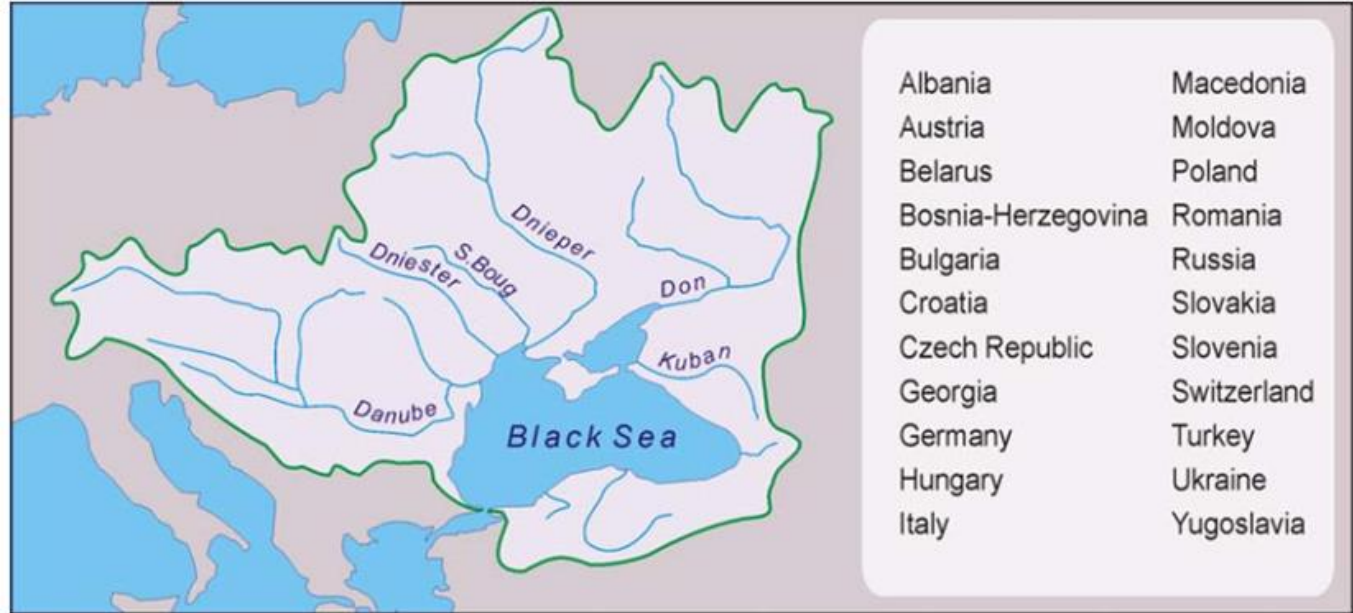 Dnieper
S.Boug
Dniester
Don
Kuban
Danube
Black Sea
Albania
Austria
Belarus
Bosnia-Herzegovina
Bulgaria
Croatia
Czech Republic
Georgia
Germany
Hungary
Italy
Macedonia
Moldova
Poland
Romania
Russia
Slovakia
Slovenia
Switzerland
Turkey
Ukraine
Yugoslavia